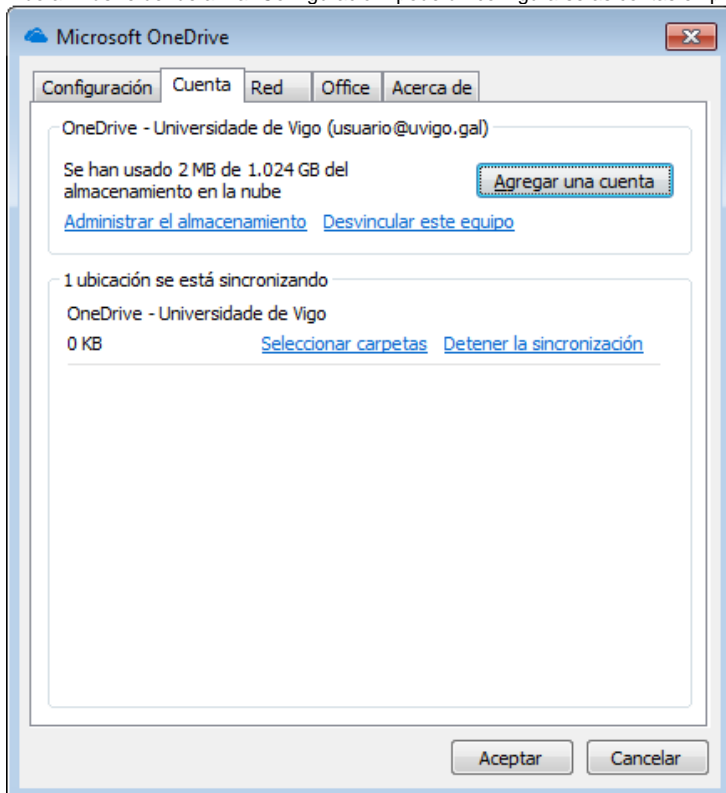 Microsoft OneDrive
Configuración Cuenta Red Office Acerca de
OneDrive - Universidade de Vigo (usuario@uvigo.gal)
Se han usado 2 MB de 1.024 GB del
almacenamiento en la nube
Agregar una cuenta
Administrar el almacenamiento Desvincular este equipo
1 ubicación se está sincronizando
OneDrive - Universidade de Vigo
0 KB Seleccionar carpetas Detener la sincronización
Aceptar Cancelar